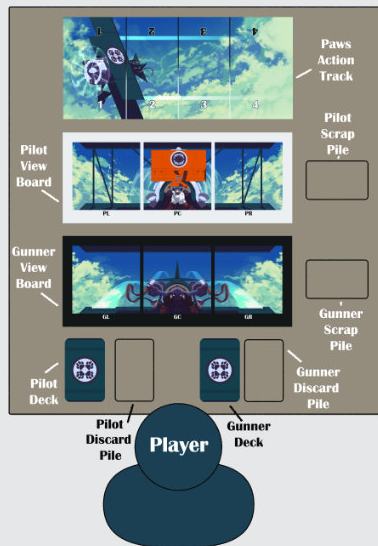 1 2 3 4
1 2 3 4
Paws
Action
Track
Pilot
View
Board
PL PC PR
Pilot
Scrap
Pile
Gunner
View
Board
GL GC GR
Gunner
Scrap
Pile
Pilot
Deck
Pilot
Discard
Pile
Gunner
Deck
Gunner
Discard
Pile
Player